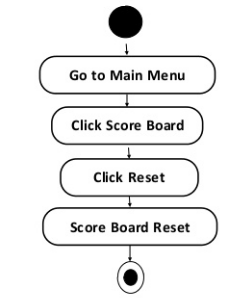 Go to Main Menu
Click Score Board
Click Reset
Score Board Reset